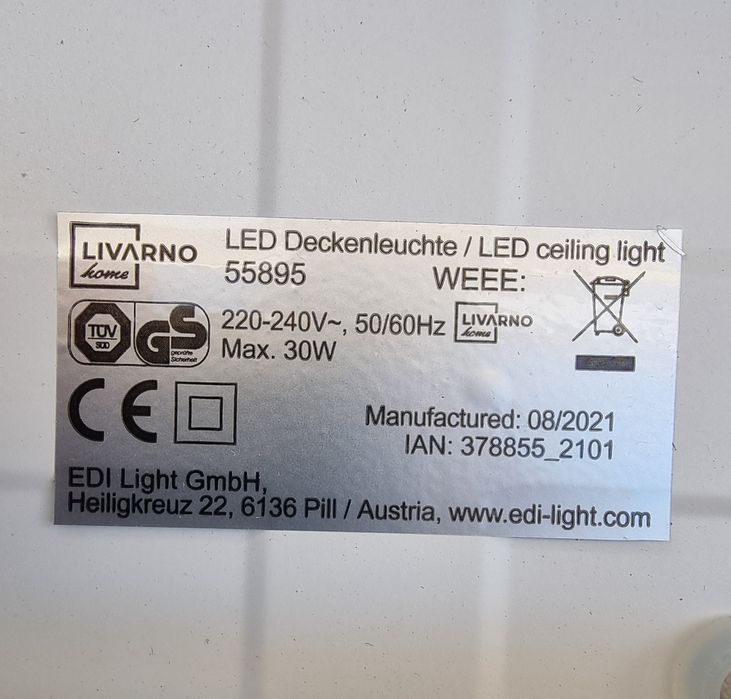 LIVARNO
home
LED Deckenleuchte / LED ceiling light
55895
WEEE:
LIVARNO
home
TÜV
SÜD
GS
geprüfte
Sicherheit
220-240V~, 50/60Hz
Max. 30W
CE
Manufactured: 08/2021
IAN: 378855_2101
EDI Light GmbH,
Heiligkreuz 22, 6136 Pill / Austria, www.edi-light.com